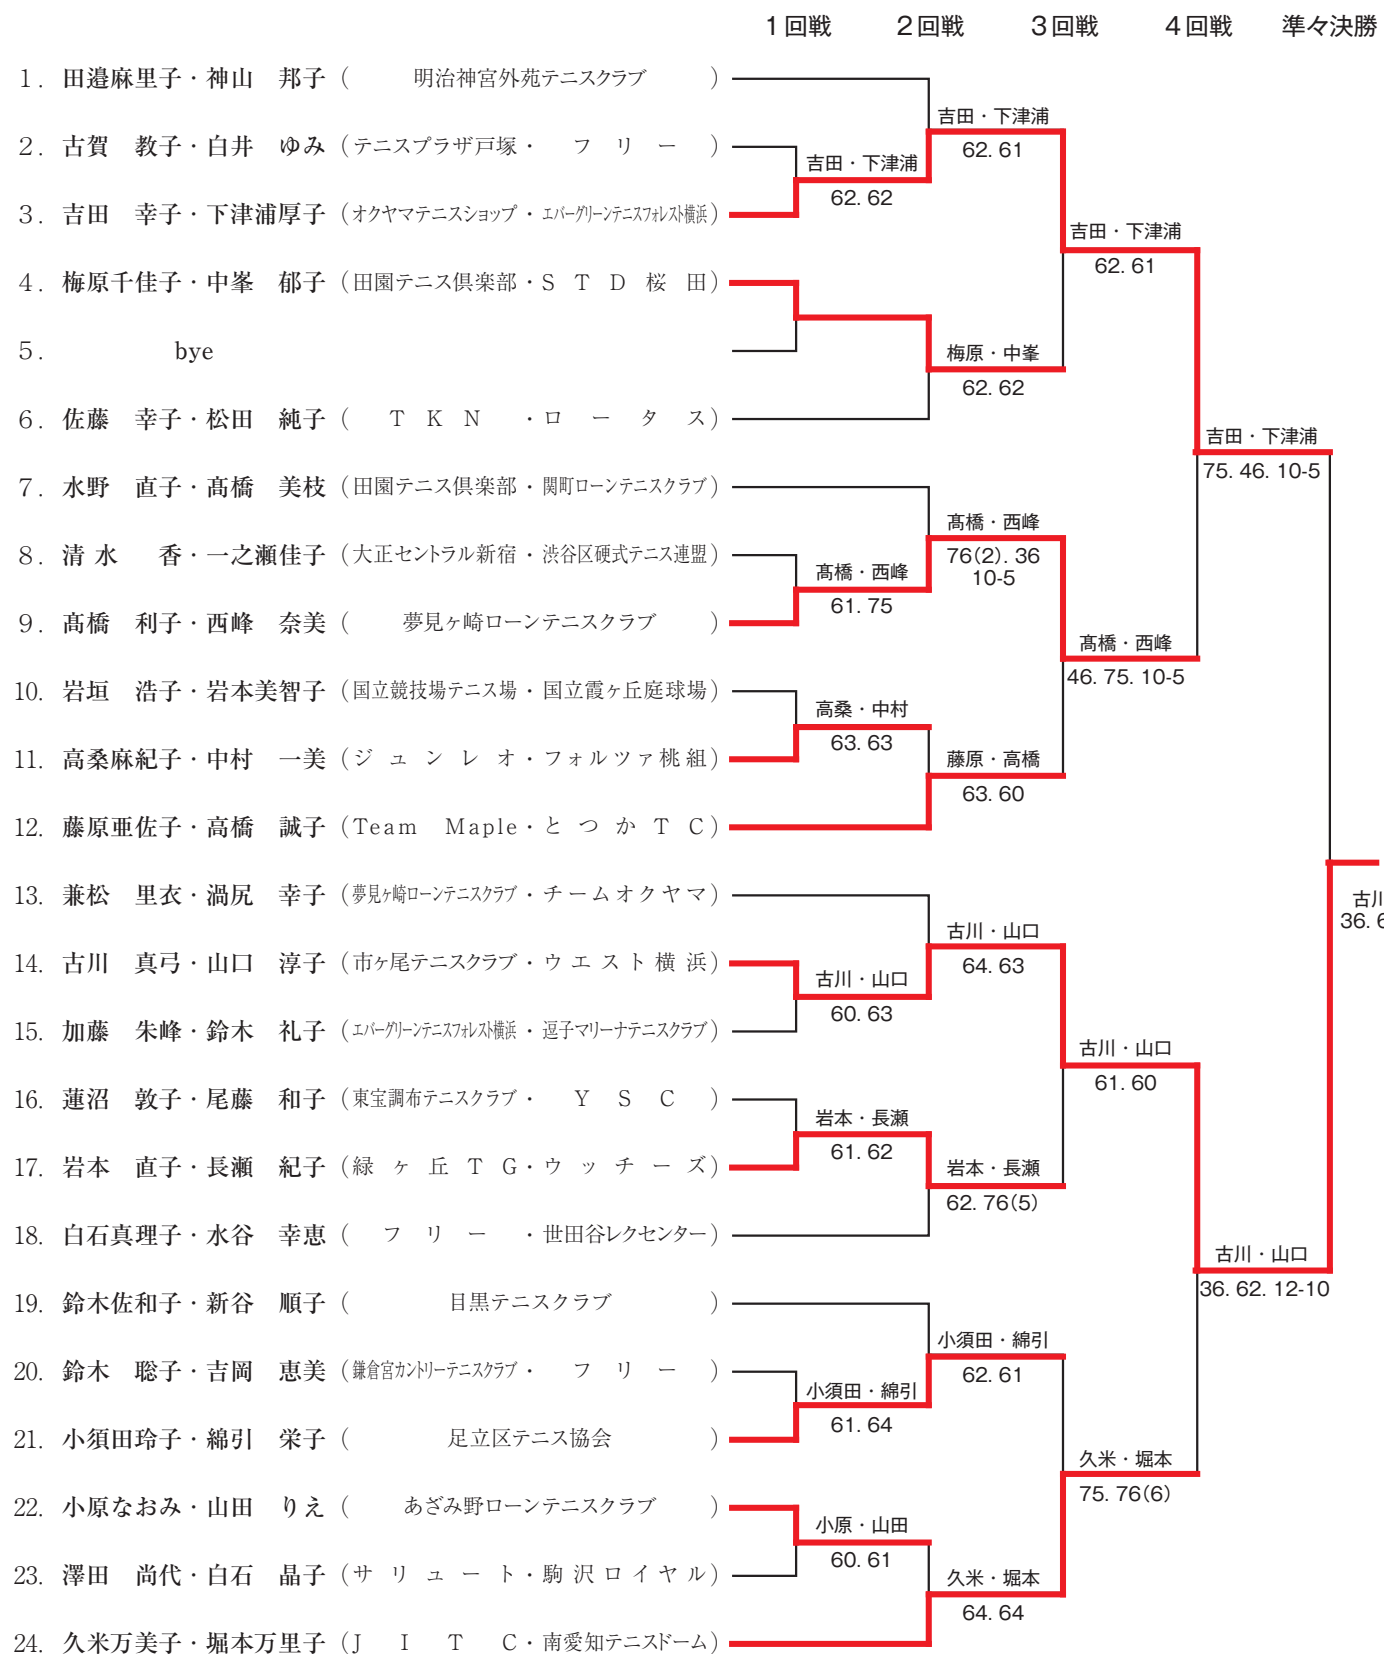 1回戦 2回戦 3回戦 4回戦 準々決勝
1. 田邉麻里子・神山 邦子 ( 明治神宮外苑テニスクラブ )
吉田・下津浦
62. 61
2. 古賀 教子・白井 ゆみ (テニスプラザ戸塚・ フリー )
吉田・下津浦
62. 62
3. 吉田 幸子・下津浦厚子 (オクヤマテニスショップ・エバーグリーンテニスフォレスト横浜)
吉田・下津浦
62. 61
4. 梅原千佳子・中峯 郁子 (田園テニス倶楽部・STD桜田)
5. bye
梅原・中峯
62. 62
6. 佐藤 幸子・松田 純子 ( TKN ・ロータス)
吉田・下津浦
75. 46. 10-5
7. 水野 直子・髙橋 美枝 (田園テニス倶楽部・関町ローンテニスクラブ)
髙橋・西峰
76(2). 36
10-5
8. 清水 香・一之瀬佳子 (大正セントラル新宿・渋谷区硬式テニス連盟)
髙橋・西峰
61. 75
9. 髙橋 利子・西峰 奈美 ( 夢見ヶ崎ローンテニスクラブ )
髙橋・西峰
46. 75. 10-5
10. 岩垣 浩子・岩本美智子 (国立競技場テニス場・国立霞ヶ丘庭球場)
高桑・中村
63. 63
11. 高桑麻紀子・中村 一美 (ジュンレオ・フォルツァ桃組)
藤原・高橋
63. 60
12. 藤原亜佐子・高橋 誠子 (Team Maple・とつかTC)
13. 兼松 里衣・渦尻 幸子 (夢見ヶ崎ローンテニスクラブ・チームオクヤマ)
古川
36. 6
古川・山口
64. 63
14. 古川 真弓・山口 淳子 (市ヶ尾テニスクラブ・ウエスト横浜)
古川・山口
60. 63
15. 加藤 朱峰・鈴木 礼子 (エバーグリーンテニスフォレスト横浜・逗子マリーナテニスクラブ)
古川・山口
61. 60
16. 蓮沼 敦子・尾藤 和子 (東宝調布テニスクラブ・ YSC )
岩本・長瀬
61. 62
17. 岩本 直子・長瀬 紀子 (緑ヶ丘TG・ウッチーズ)
岩本・長瀬
62. 76(5)
18. 白石真理子・水谷 幸恵 ( フリー ・世田谷レクセンター)
古川・山口
36. 62. 12-10
19. 鈴木佐和子・新谷 順子 ( 目黒テニスクラブ )
小須田・綿引
62. 61
20. 鈴木 聡子・吉岡 恵美 (鎌倉宮カントリーテニスクラブ・ フリー )
小須田・綿引
61. 64
21. 小須田玲子・綿引 栄子 ( 足立区テニス協会 )
久米・堀本
75. 76(6)
22. 小原なおみ・山田 りえ ( あざみ野ローンテニスクラブ )
小原・山田
60. 61
23. 澤田 尚代・白石 晶子 (サリュート・駒沢ロイヤル)
久米・堀本
64. 64
24. 久米万美子・堀本万里子 (JITC・南愛知テニスドーム)